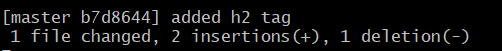 [master b7d8644] added h2 tag
1 file changed, 2 insertions(+), 1 deletion(-)